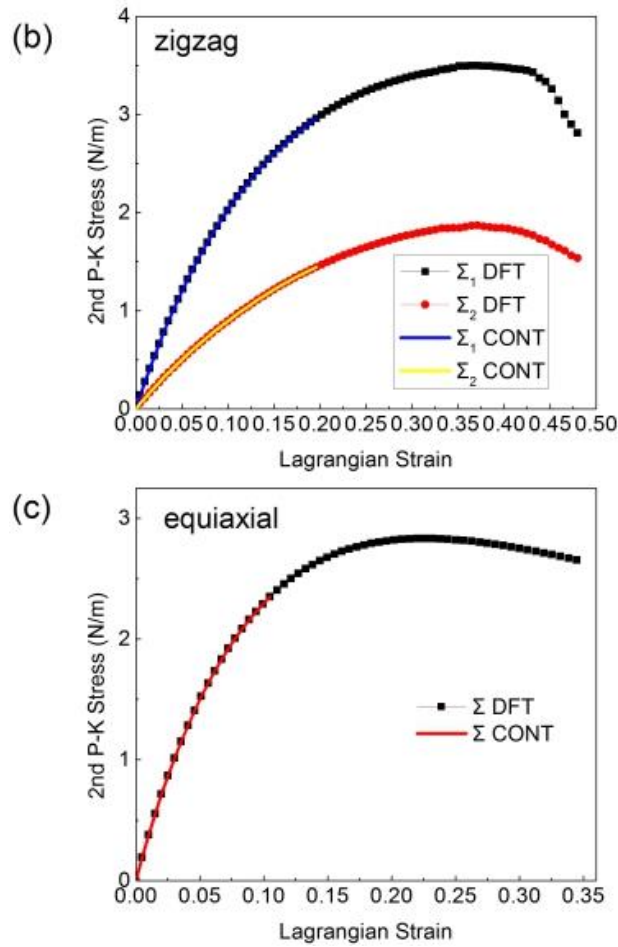 (b)
zigzag
4
3
2
1
0
2nd P-K Stress (N/m)
Σ₁ DFT
Σ₂ DFT
Σ₁ CONT
Σ₂ CONT
0.00 0.05 0.10 0.15 0.20 0.25 0.30 0.35 0.40 0.45 0.50
Lagrangian Strain
(c)
equiaxial
3
2
1
0
2nd P-K Stress (N/m)
Σ DFT
Σ CONT
0.00 0.05 0.10 0.15 0.20 0.25 0.30 0.35
Lagrangian Strain